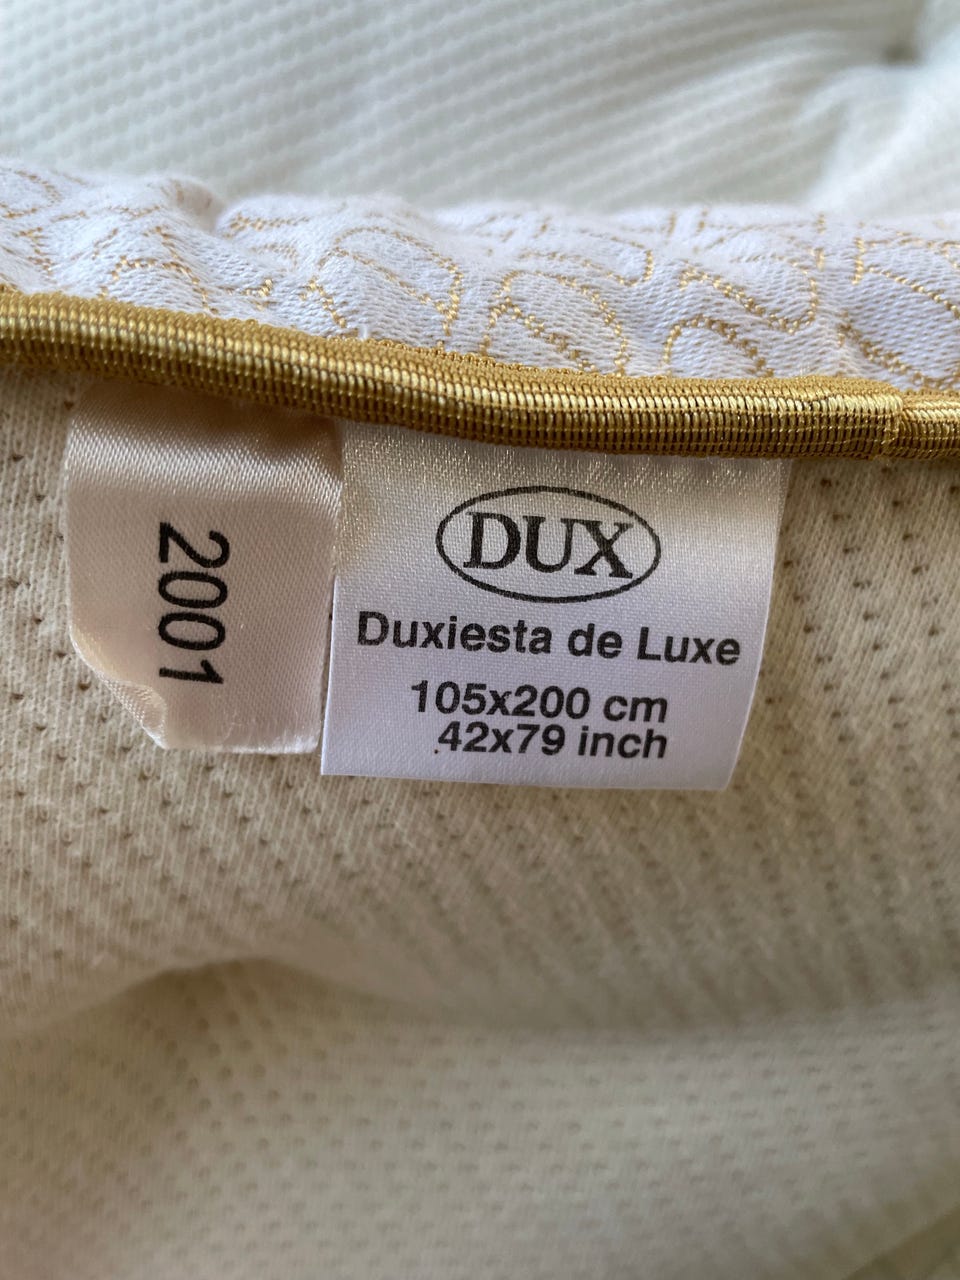 2001
DUX
Duxiesta de Luxe
105x200 cm
42x79 inch